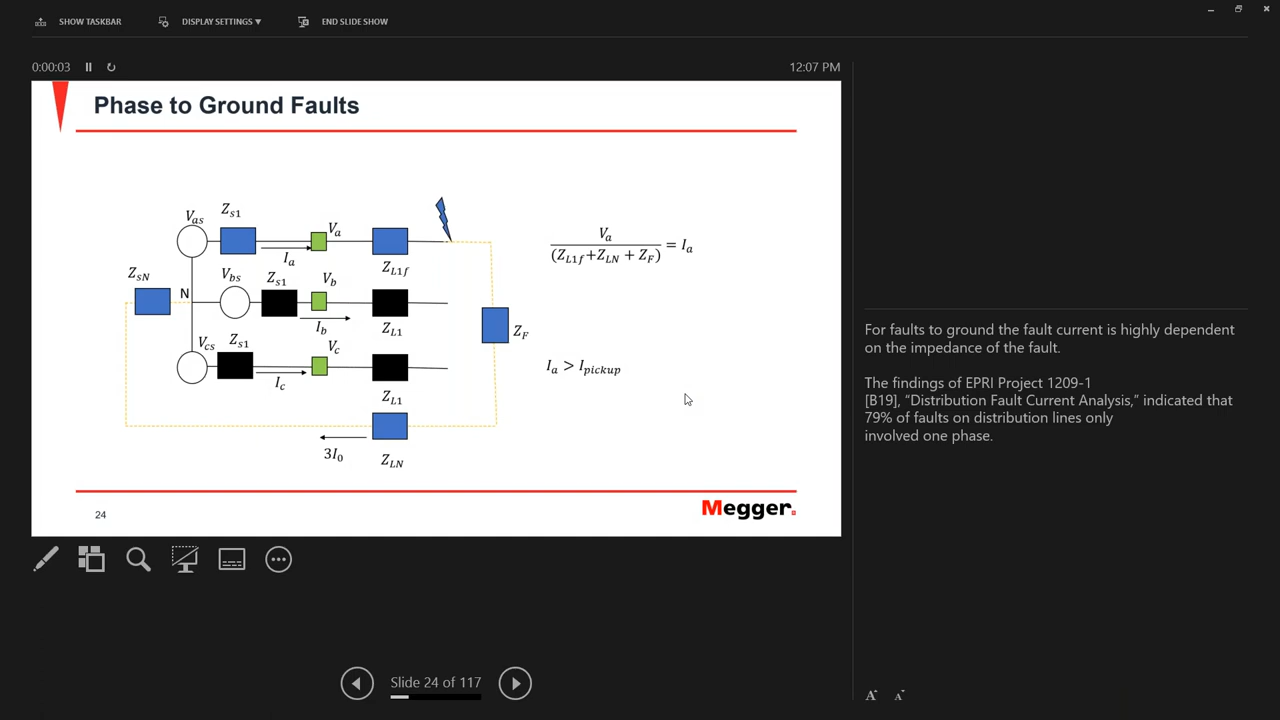 SHOW TASKBAR
DISPLAY SETTINGS ▼
END SLIDE SHOW
0:00:03
12:07 PM
Phase to Ground Faults
V_as
Z_s1
V_a
I_a
Z_L1f
V_a / (Z_L1f+Z_LN + Z_F) = I_a
Z_sN
N
V_bs
Z_s1
V_b
I_b
Z_L1
Z_F
V_cs
Z_s1
V_c
I_c
Z_L1
I_a > I_pickup
3I_0
Z_LN
24
Megger.
For faults to ground the fault current is highly dependent
on the impedance of the fault.
The findings of EPRI Project 1209-1
[B19], “Distribution Fault Current Analysis,” indicated that
79% of faults on distribution lines only
involved one phase.
Slide 24 of 117
A A